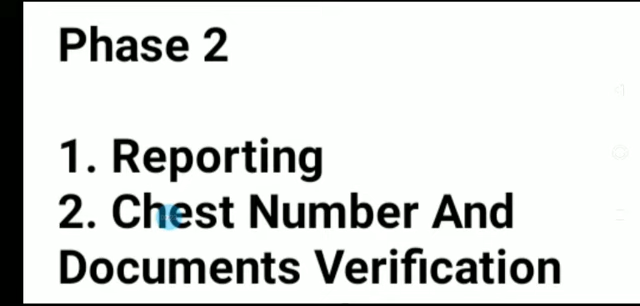 Phase 2
1. Reporting
2. Chest Number And
Documents Verification